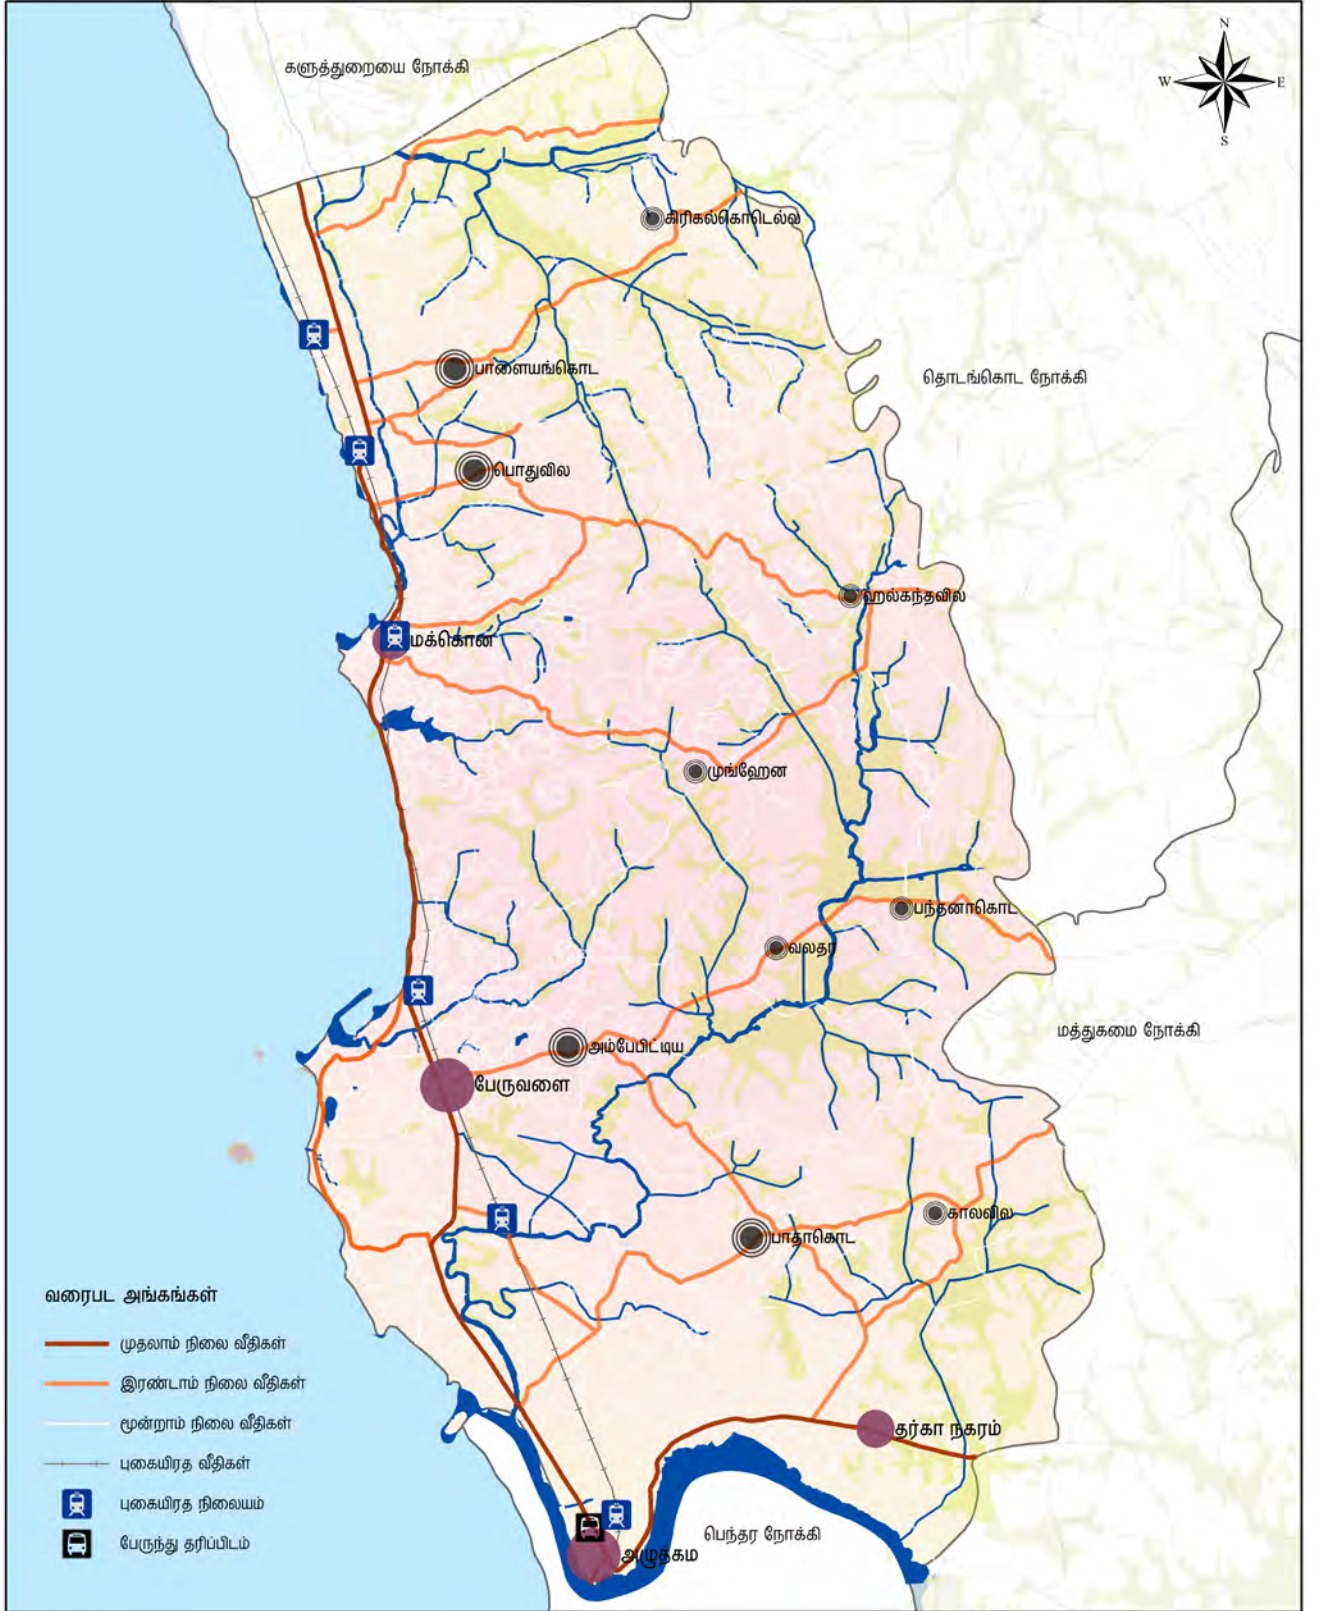 களுத்துறையை நோக்கி
N
W
E
S
கிரிகல்கொடெல்ல
பாளையங்கொட
தொடங்கொட நோக்கி
பொதுவில
ஹல்கந்தவில
மக்கொன
முங்ஹேன
பந்தனாகொட
வலதர
மத்துகமை நோக்கி
அம்பேபிட்டிய
பேருவளை
காலவில
பாதாகொட
வரைபட அங்கங்கள்
முதலாம் நிலை வீதிகள்
இரண்டாம் நிலை வீதிகள்
மூன்றாம் நிலை வீதிகள்
தர்கா நகரம்
புகையிரத வீதிகள்
புகையிரத நிலையம்
பேருந்து தரிப்பிடம்
பெந்தர நோக்கி
அழுத்கம